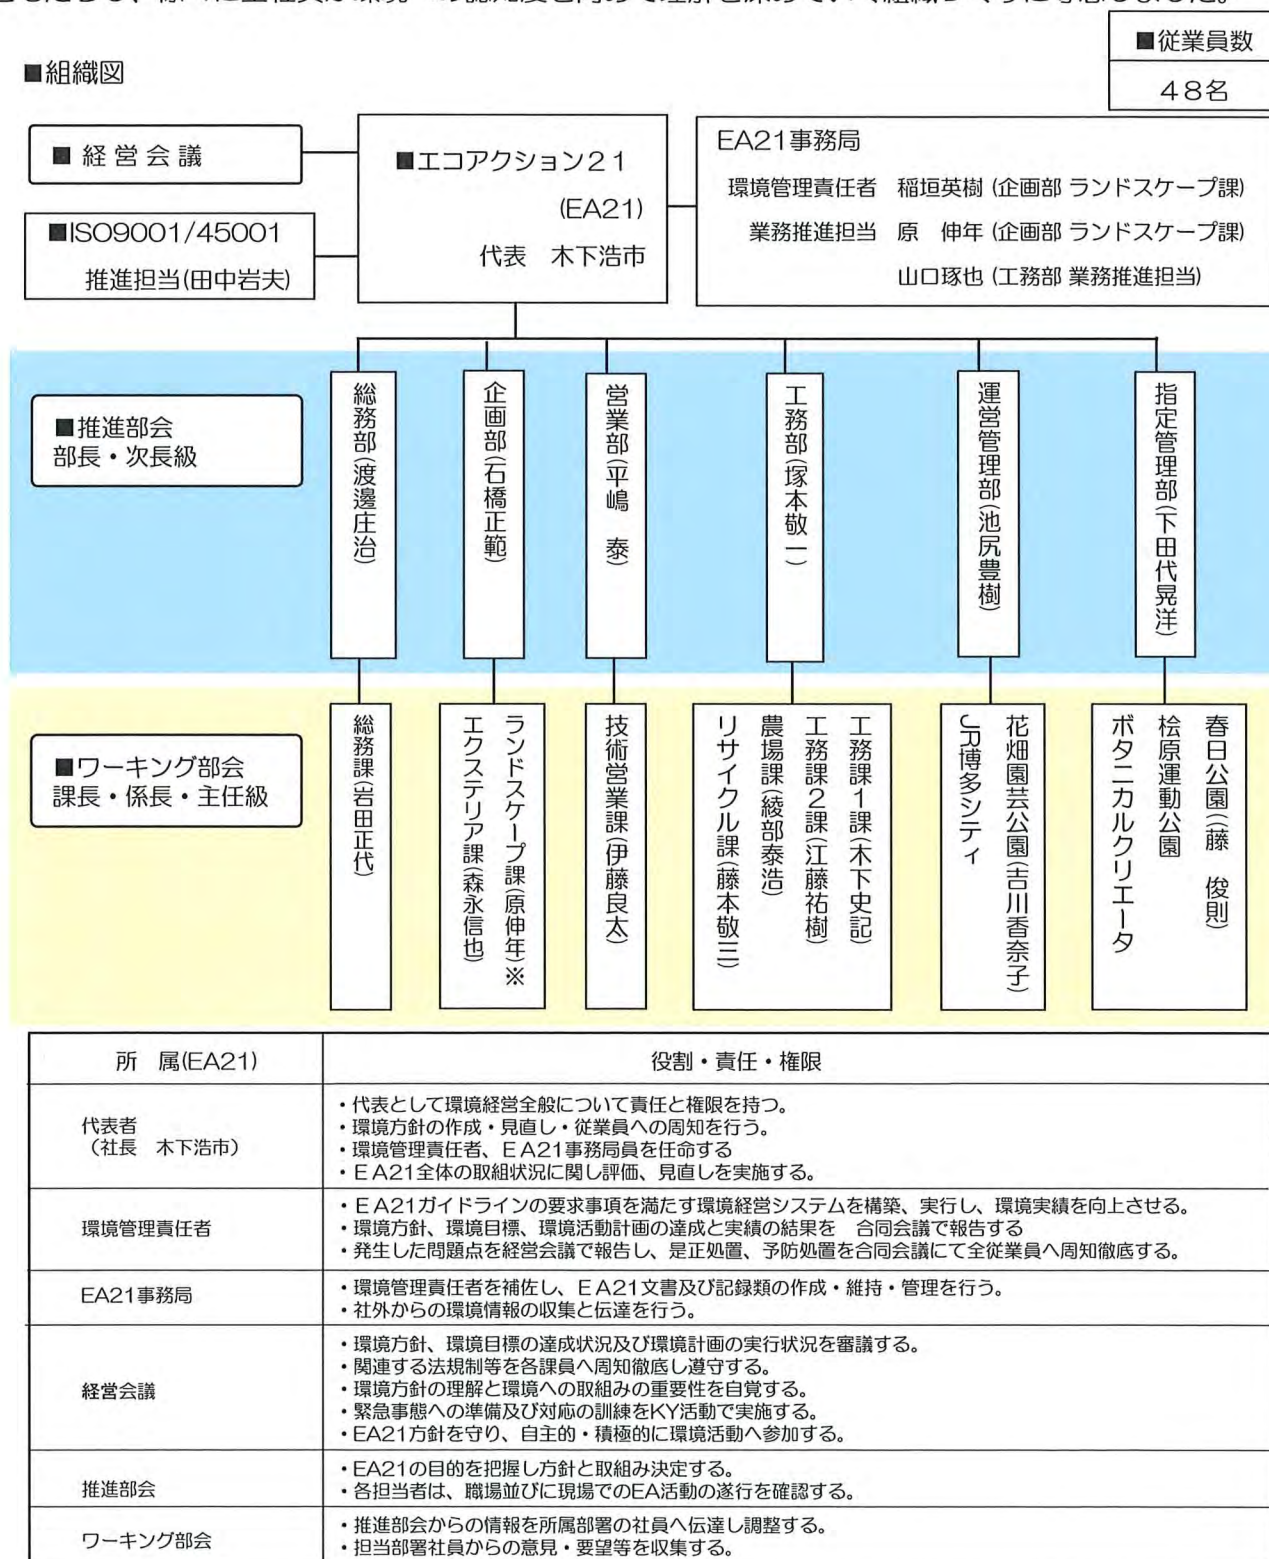 ■従業員数
48名
■組織図
■経営会議
■ISO9001/45001
推進担当(田中岩夫)
■エコアクション21
(EA21)
代表　木下浩市
EA21事務局
環境管理責任者　稲垣英樹(企画部 ランドスケープ課)
業務推進担当　原　伸年(企画部 ランドスケープ課)
山口琢也(工務部 業務推進担当)
■推進部会
部長・次長級
総務部(渡邊庄治)
企画部(石橋正範)
営業部(平嶋　泰)
工務部(塚本敬一)
運営管理部(池尻豊樹)
指定管理部(下田代晃洋)
■ワーキング部会
課長・係長・主任級
総務課(岩田正代)
ランドスケープ課(原伸年)※
エクステリア課(森永信也)
技術営業課(伊藤良太)
工務課1課(木下史記)
工務課2課(江藤祐樹)
農場課(綾部泰浩)
リサイクル課(藤本敬三)
花畑園芸公園(吉川香奈子)
JR博多シティ
春日公園((藤　俊則)
桧原運動公園
ボタニカルクリエータ
所　属(EA21)
役割・責任・権限
代表者
(社長　木下浩市)
・代表として環境経営全般について責任と権限を持つ。
・環境方針の作成・見直し・従業員への周知を行う。
・環境管理責任者、EA21事務局員を任命する
・EA21全体の取組状況に関し評価、見直しを実施する。
環境管理責任者
・EA21ガイドラインの要求事項を満たす環境経営システムを構築、実行し、環境実績を向上させる。
・環境方針、環境目標、環境活動計画の達成と実績の結果を　合同会議で報告する
・発生した問題点を経営会議で報告し、是正処置、予防処置を合同会議にて全従業員へ周知徹底する。
EA21事務局
・環境管理責任者を補佐し、EA21文書及び記録類の作成・維持・管理を行う。
・社外からの環境情報の収集と伝達を行う。
経営会議
・環境方針、環境目標の達成状況及び環境計画の実行状況を審議する。
・関連する法規制等を各課員へ周知徹底し遵守する。
・環境方針の理解と環境への取組みの重要性を自覚する。
・緊急事態への準備及び対応の訓練をKY活動で実施する。
・EA21方針を守り、自主的・積極的に環境活動へ参加する。
推進部会
・EA21の目的を把握し方針と取組み決定する。
・各担当者は、職場並びに現場でのEA活動の遂行を確認する。
ワーキング部会
・推進部会からの情報を所属部署の社員へ伝達し調整する。
・担当部署社員からの意見・要望等を収集する。